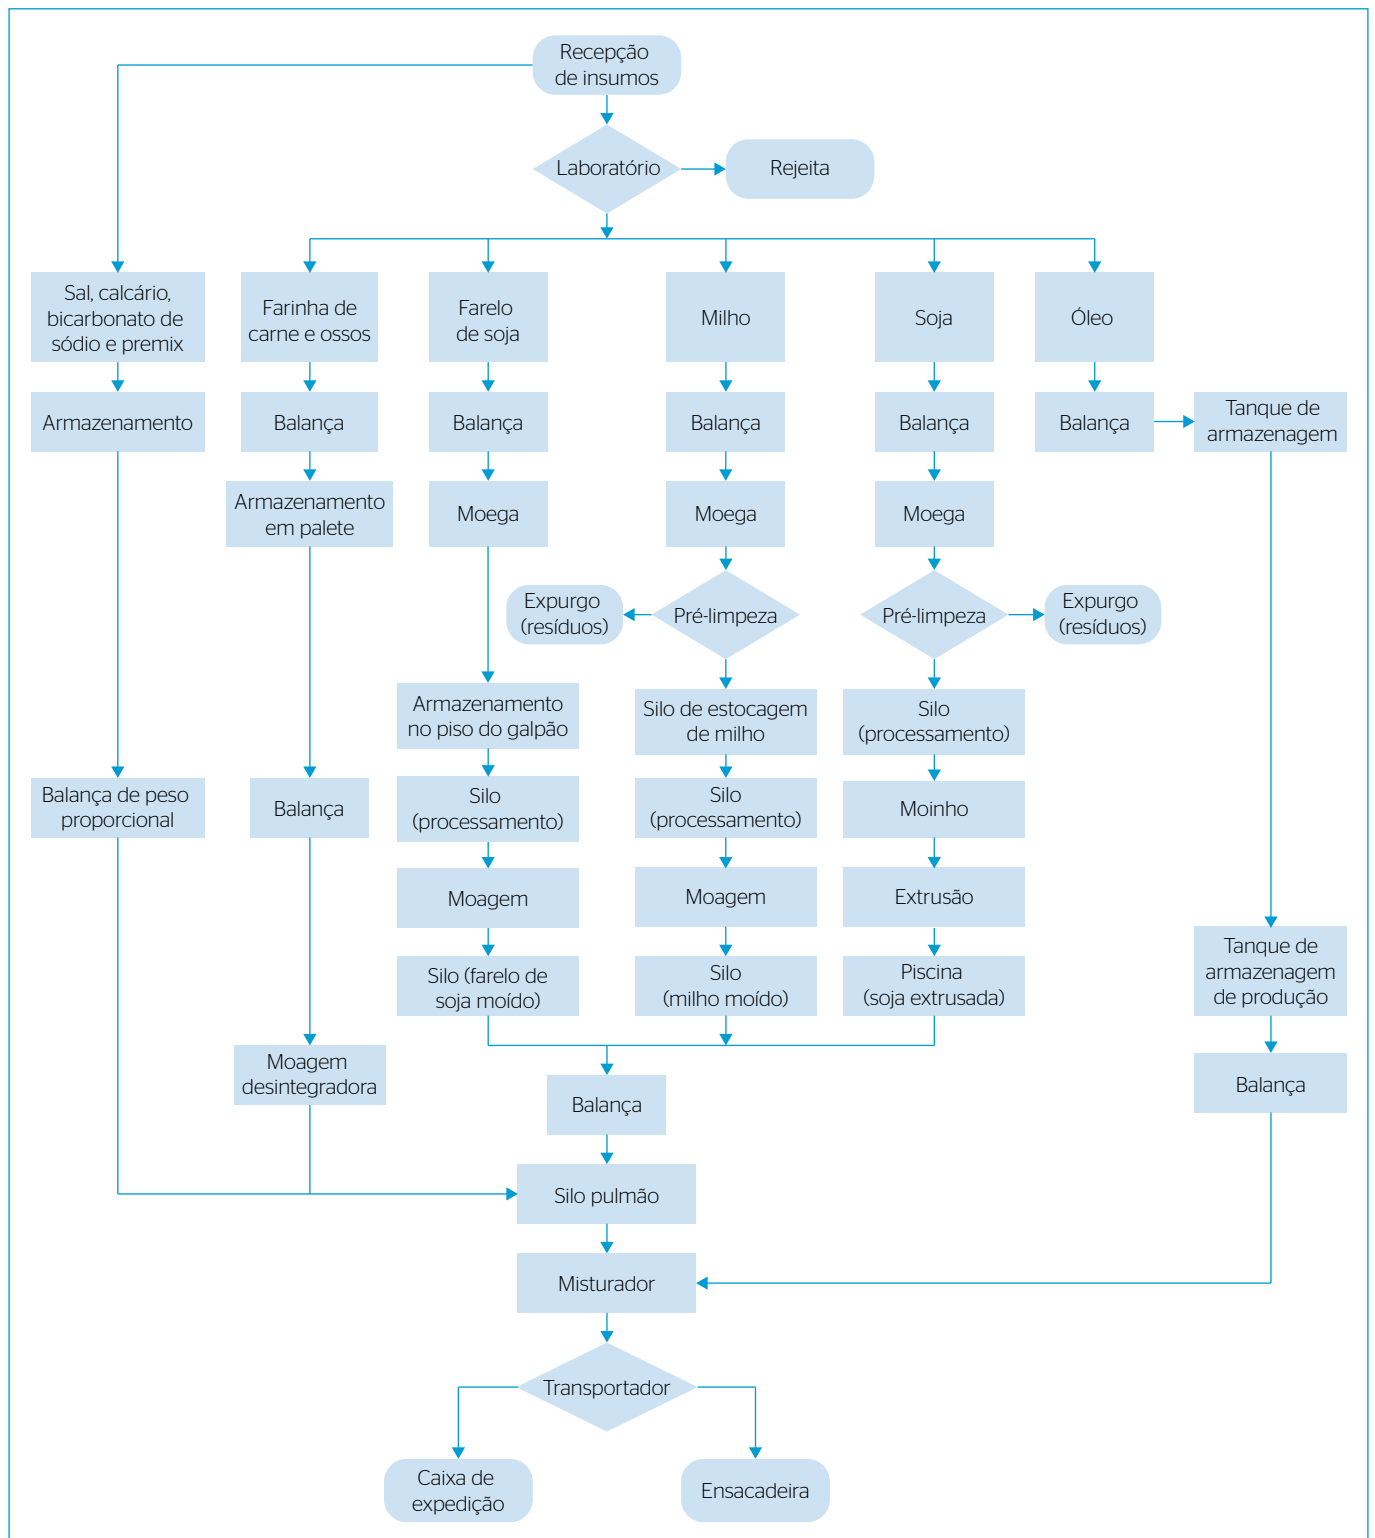 Recepção
de insumos
Laboratório
Rejeita
Sal, calcário,
bicarbonato de
sódio e premix
Farinha de
carne e ossos
Farelo
de soja
Milho
Soja
Óleo
Armazenamento
Balança
Balança
Balança
Balança
Balança
Tanque de
armazenagem
Armazenamento
em palete
Moega
Moega
Moega
Expurgo
(resíduos)
Pré-limpeza
Pré-limpeza
Expurgo
(resíduos)
Armazenamento
no piso do galpão
Silo de estocagem
de milho
Silo
(processamento)
Balança de peso
proporcional
Balança
Silo
(processamento)
Silo
(processamento)
Moinho
Moagem
Moagem
Extrusão
Silo (farelo de
soja moído)
Silo
(milho moído)
Piscina
(soja extrusada)
Tanque de
armazenagem
de produção
Moagem
desintegradora
Balança
Balança
Silo pulmão
Misturador
Transportador
Caixa de
expedição
Ensacadeira